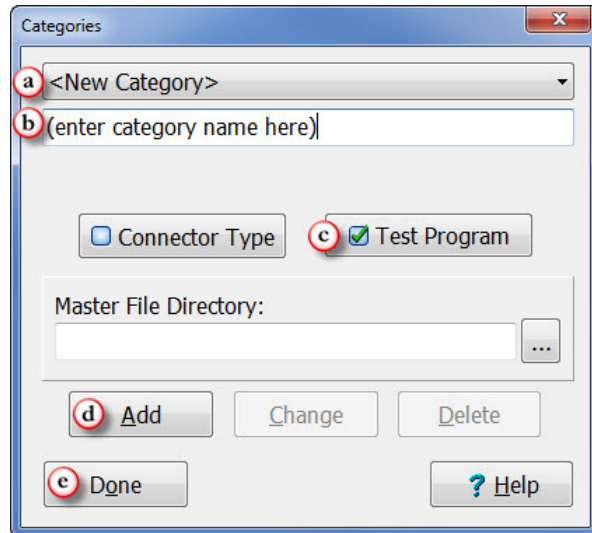 Categories
a <New Category>
b (enter category name here)
Connector Type c Test Program
Master File Directory:
...
d Add Change Delete
e Done ? Help